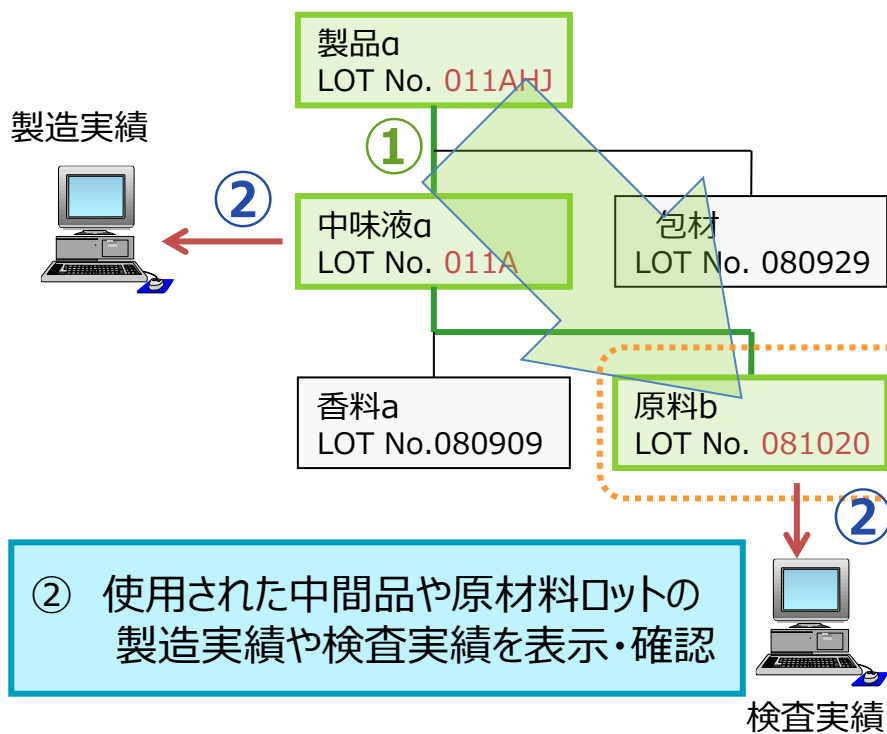 製品a
LOT No. 011AHJ
製造実績
①
②
中味液a
LOT No. 011A
包材
LOT No. 080929
香料a
LOT No.080909
原料b
LOT No. 081020
②
② 使用された中間品や原材料ロットの
製造実績や検査実績を表示・確認
検査実績